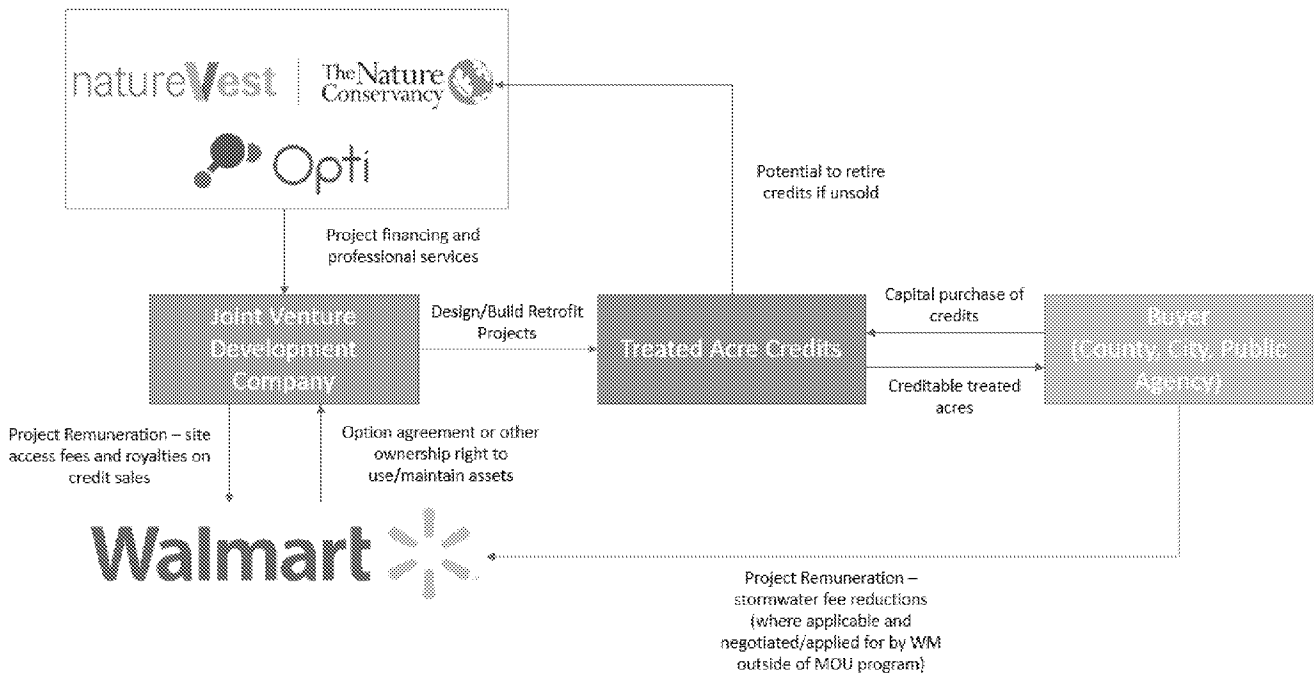 natureVest
The Nature
Conservancy
Opti
Potential to retire
credits if unsold
Project financing and
professional services
Joint Venture
Development
Company
Design/Build Retrofit
Projects
Treated Acre Credits
Capital purchase of
credits
Creditable treated
acres
Buyer
(County, City, Public
Agency)
Project Remuneration – site
access fees and royalties on
credit sales
Option agreement or other
ownership right to
use/maintain assets
Walmart
Project Remuneration –
stormwater fee reductions
(where applicable and
negotiated/applied for by WM
outside of MOU program)